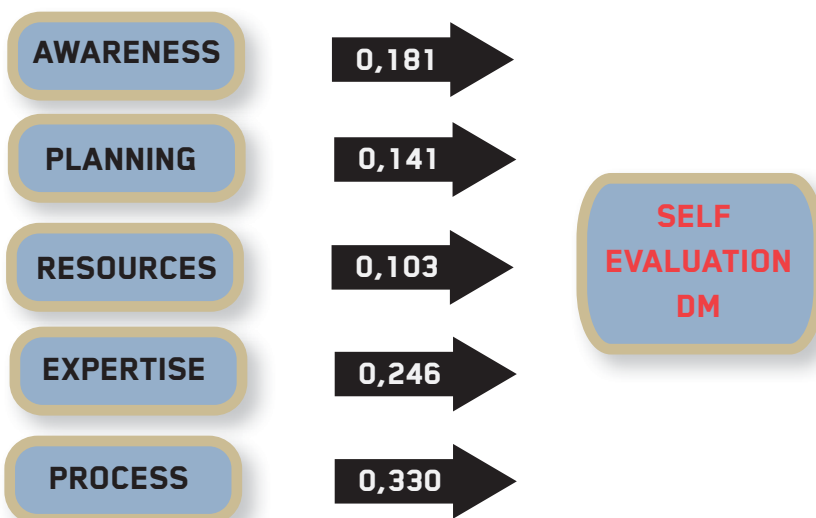 AWARENESS
0,181
PLANNING
0,141
SELF
EVALUATION
DM
RESOURCES
0,103
EXPERTISE
0,246
PROCESS
0,330